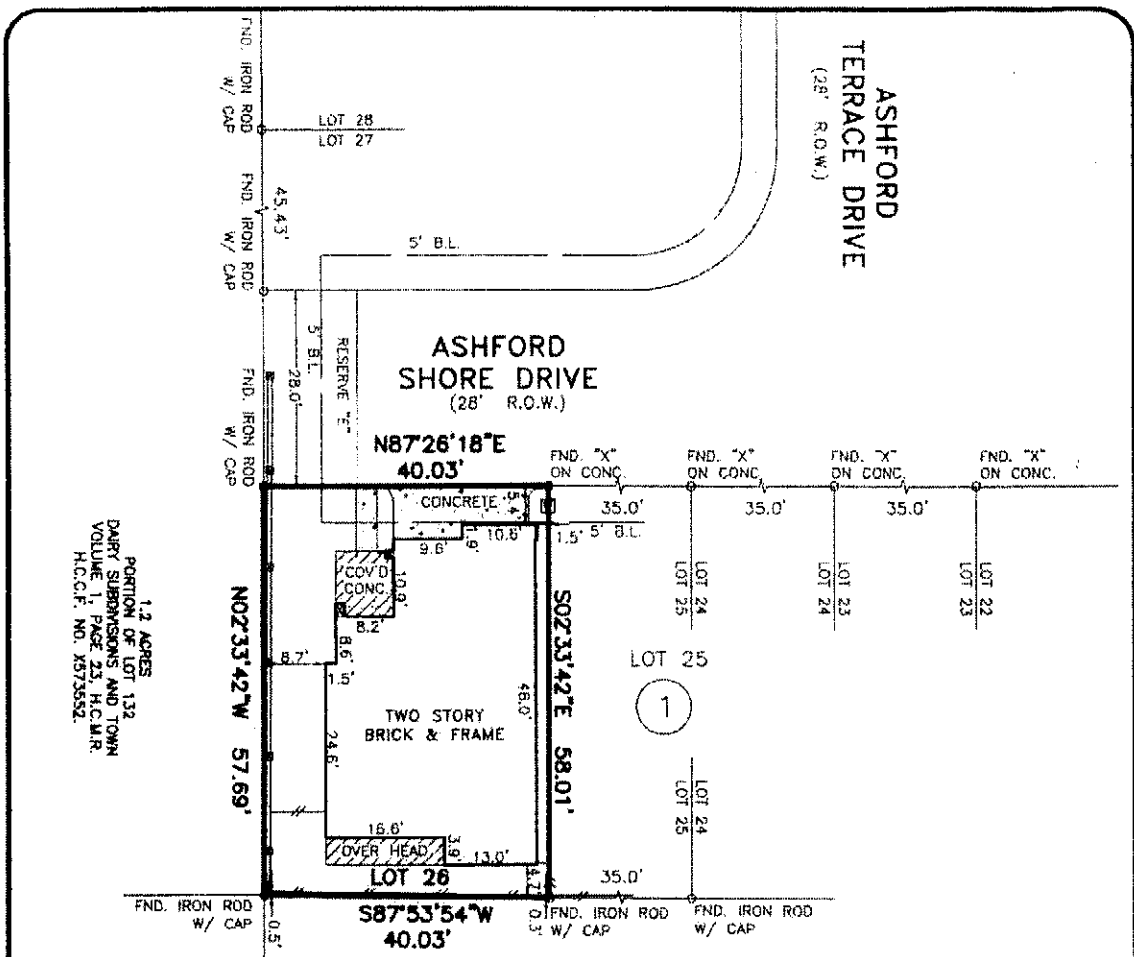 FND. IRON ROD
W/ CAP
LOT 28
LOT 27
ASHFORD
TERRACE DRIVE
(28' R.O.W.)
45.43'
FND. IRON ROD
W/ CAP
5' B.L.
5' B.L.
RESERVE "E"
28.0'
ASHFORD
SHORE DRIVE
(28' R.O.W.)
FND. IRON ROD
W/ CAP
N87°26'18"E
40.03'
FND. "X"
ON CONC.
FND. "X"
ON CONC.
FND. "X"
ON CONC.
FND. "X"
ON CONC.
CONCRETE
5.4'
35.0'
35.0'
35.0'
9.6'
1.9'
10.6'
1.5'
5' B.L.
COV'D
CONC.
10.9'
8.2'
8.6'
8.7'
1.5'
LOT 24
LOT 25
LOT 23
LOT 24
LOT 22
LOT 23
LOT 25
1
N02°33'42"W 57.69'
S02°33'42"E 58.01'
46.0'
TWO STORY
BRICK & FRAME
24.6'
1.2 ACRES
PORTION OF LOT 132
DAIRY SUBDIVISIONS AND TOWN
VOLUME 1, PAGE 23, H.C.M.R.
H.C.C.F. NO. X573552.
LOT 24
LOT 25
16.6'
OVER HEAD
3.9'
13.0'
4.7'
LOT 26
35.0'
FND. IRON ROD
W/ CAP
0.5'
S87°53'54"W
40.03'
0.3'
FND. IRON ROD
W/ CAP
FND. IRON ROD
W/ CAP